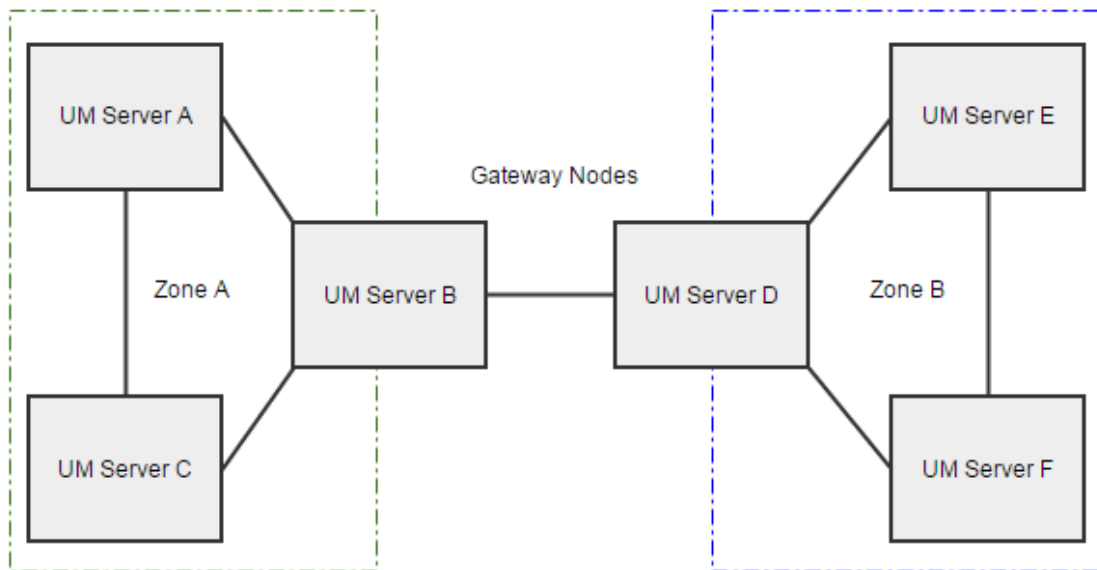 UM Server A
UM Server E
Gateway Nodes
Zone A
UM Server B
UM Server D
Zone B
UM Server C
UM Server F